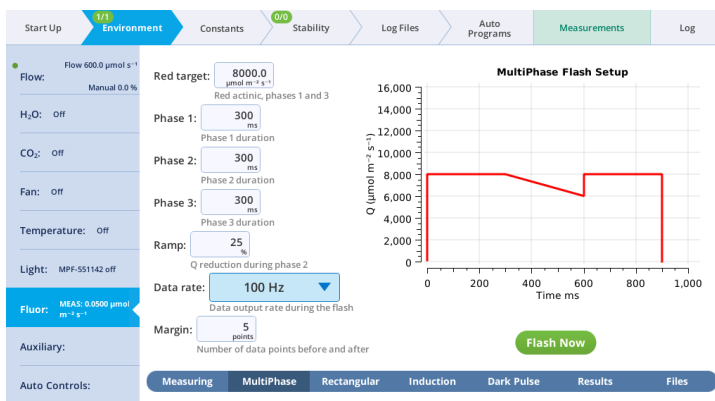 Start Up
1/1
Environment
Constants
0/0
Stability
Log Files
Auto
Programs
Measurements
Log
Flow:
Flow 600.0 µmol s⁻¹
Manual 0.0 %
H₂O: Off
CO₂: Off
Fan: Off
Temperature: Off
Light: MPF-551142 off
Fluor: MEAS: 0.0500 µmol
m⁻² s⁻¹
Auxiliary:
Auto Controls:
Red target: 8000.0
µmol m⁻² s⁻¹
Red actinic, phases 1 and 3
Phase 1: 300
ms
Phase 1 duration
Phase 2: 300
ms
Phase 2 duration
Phase 3: 300
ms
Phase 3 duration
Ramp: 25
%
Q reduction during phase 2
Data rate: 100 Hz
Data output rate during the flash
Margin: 5
points
Number of data points before and after
MultiPhase Flash Setup
Q (µmol m⁻² s⁻¹)
16,000
14,000
12,000
10,000
8,000
6,000
4,000
2,000
0
0 200 400 600 800 1,000
Time ms
Flash Now
Measuring MultiPhase Rectangular Induction Dark Pulse Results Files